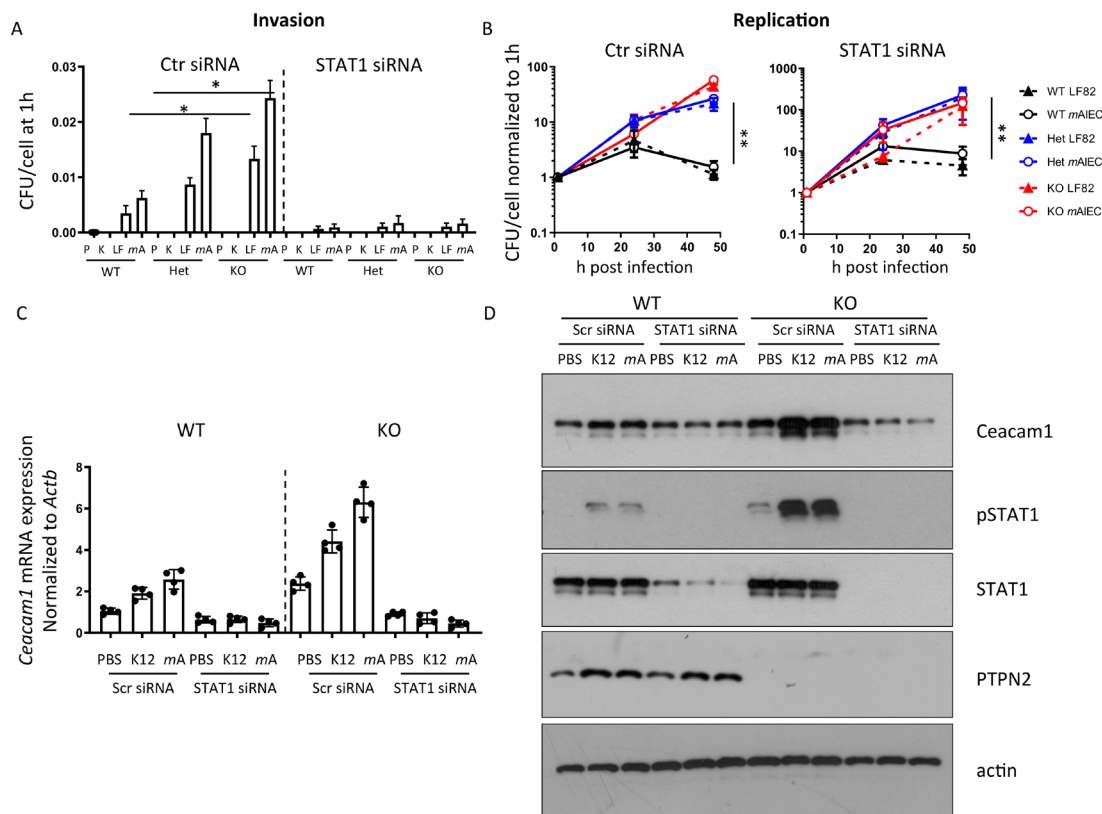 Invasion
Replication
A
Ctr siRNA
STAT1 siRNA
CFU/cell at 1h
0.03
0.02
0.01
0.00
*
*
P K LF mA P K LF mA P K LF mA P K LF mA P K LF mA P K LF mA
WT Het KO WT Het KO
B
Ctr siRNA
STAT1 siRNA
CFU/cell normalized to 1h
100
10
1
0.1
0 10 20 30 40 50
h post infection
**
1000
100
10
1
0.1
0 10 20 30 40 50
h post infection
**
WT LF82
WT mAIEC
Het LF82
Het mAIEC
KO LF82
KO mAIEC
C
WT KO
Ceacam1 mRNA expression
Normalized to Actb
8
6
4
2
0
PBS K12 mA PBS K12 mA PBS K12 mA PBS K12 mA
Scr siRNA STAT1 siRNA Scr siRNA STAT1 siRNA
D
WT KO
Scr siRNA STAT1 siRNA Scr siRNA STAT1 siRNA
PBS K12 mA PBS K12 mA PBS K12 mA PBS K12 mA
Ceacam1
pSTAT1
STAT1
PTPN2
actin